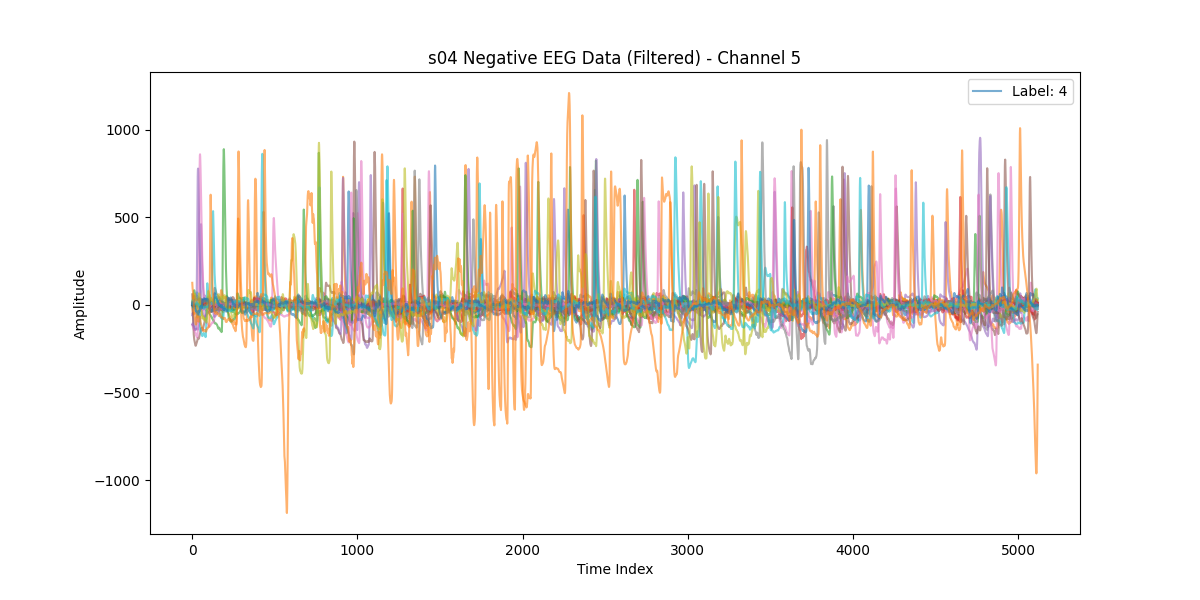 s04 Negative EEG Data (Filtered) - Channel 5
Label: 4
Amplitude
1000
500
0
−500
−1000
0
1000
2000
3000
4000
5000
Time Index